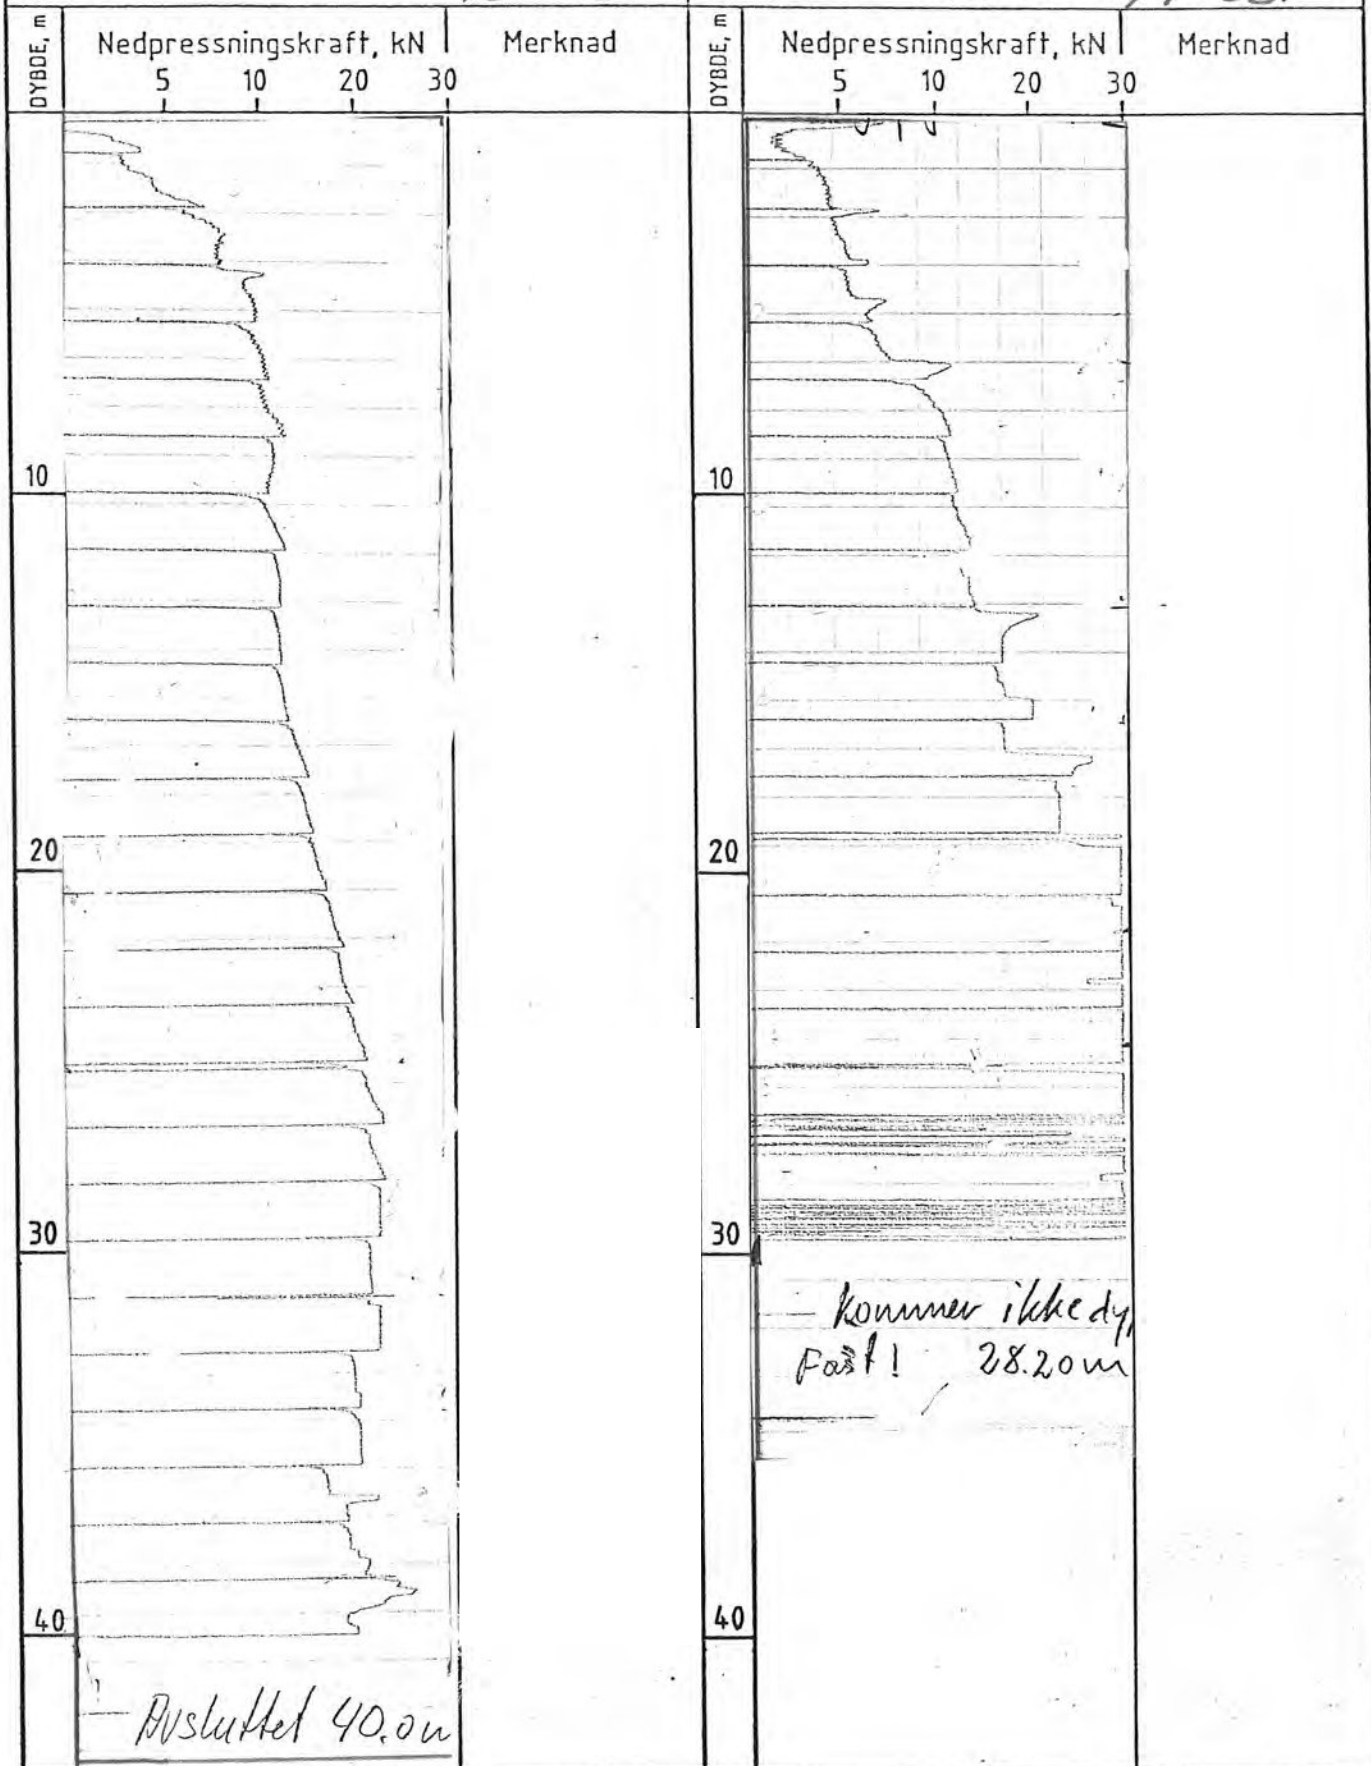 DYBDE, m
Nedpressningskraft, kN
Merknad
5 10 20 30
10
20
30
40
Avsluttet 40.0m
DYBDE, m
Nedpressningskraft, kN
Merknad
5 10 20 30
10
20
30
40
Kommer ikke dy
Fast! 28.20m